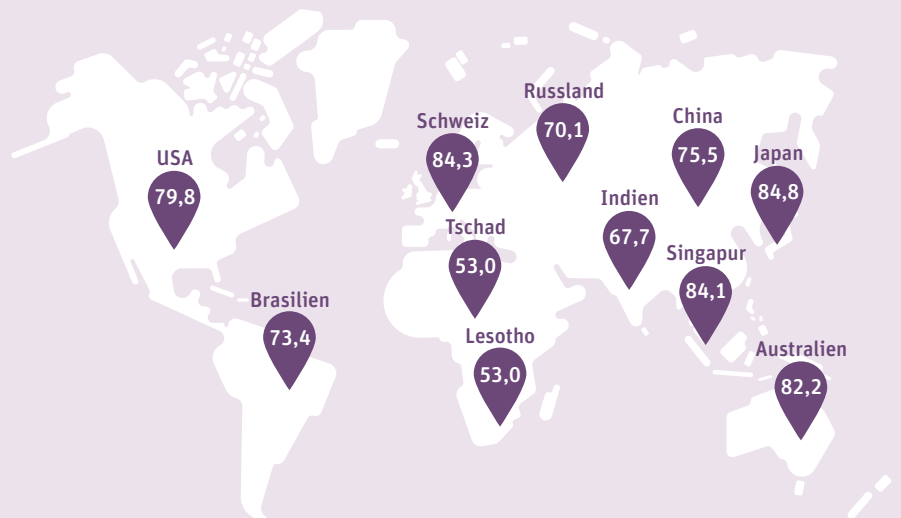 Russland
70,1
Schweiz
84,3
China
75,5
USA
79,8
Japan
84,8
Indien
67,7
Tschad
53,0
Singapur
84,1
Brasilien
73,4
Lesotho
53,0
Australien
82,2